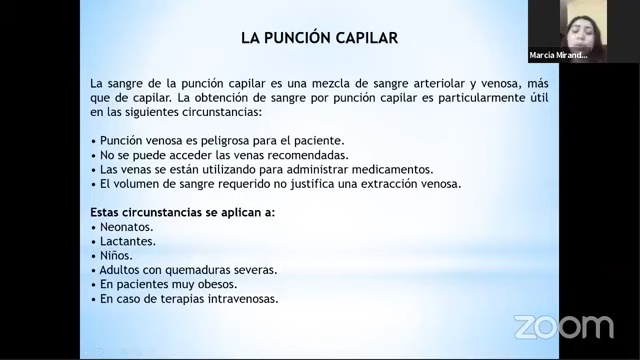 LA PUNCIÓN CAPILAR
Marcia Mirand...
La sangre de la punción capilar es una mezcla de sangre arteriolar y venosa, más
que de capilar. La obtención de sangre por punción capilar es particularmente útil
en las siguientes circunstancias:
• Punción venosa es peligrosa para el paciente.
• No se puede acceder las venas recomendadas.
• Las venas se están utilizando para administrar medicamentos.
• El volumen de sangre requerido no justifica una extracción venosa.
Estas circunstancias se aplican a:
• Neonatos.
• Lactantes.
• Niños.
• Adultos con quemaduras severas.
• En pacientes muy obesos.
• En caso de terapias intravenosas.
zoom